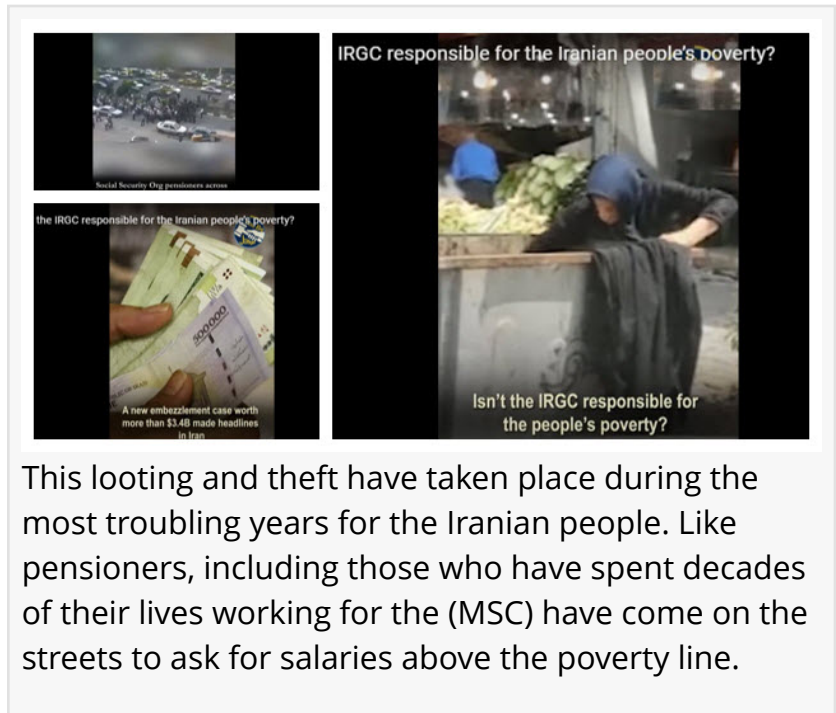 Social Security Org pensioners across
IRGC responsible for the Iranian people's poverty?
the IRGC responsible for the Iranian people's poverty?
500000
A new embezzlement case worth
more than $3.4B made headlines
in Iran
Isn't the IRGC responsible for
the people's poverty?
This looting and theft have taken place during the
most troubling years for the Iranian people. Like
pensioners, including those who have spent decades
of their lives working for the (MSC) have come on the
streets to ask for salaries above the poverty line.